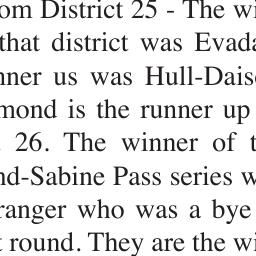 om District 25 - The wi
that district was Evada
nner us was Hull-Dais
mond is the runner up
26. The winner of t
nd-Sabine Pass series w
ranger who was a bye
t round. They are the wi